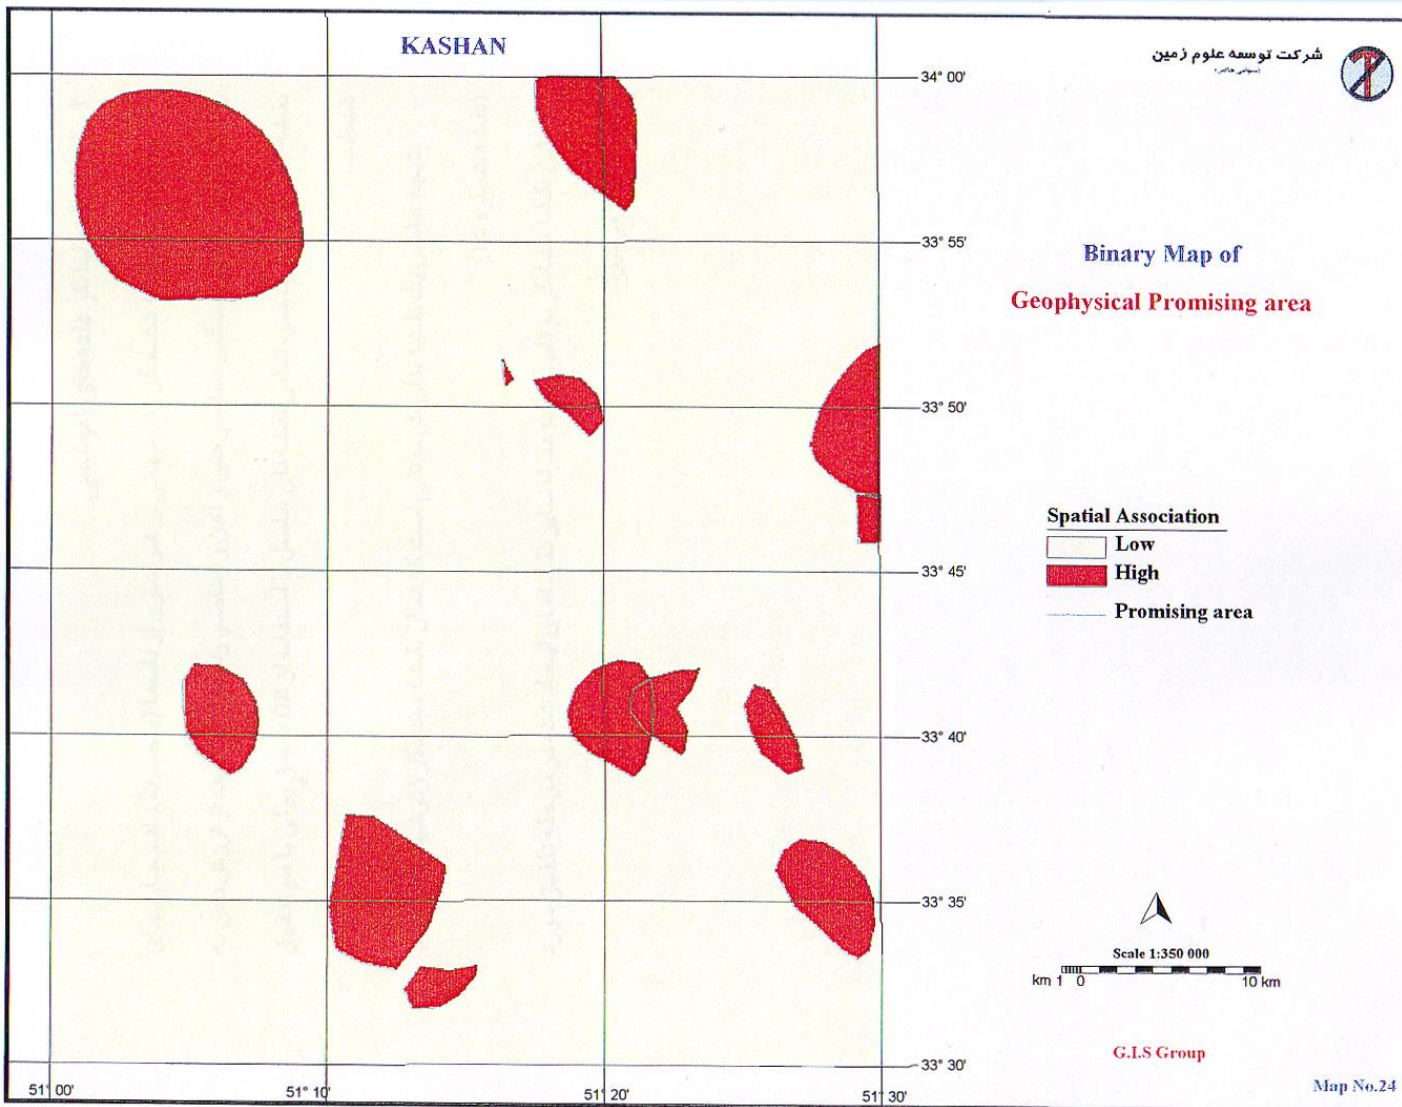 KASHAN
شرکت توسعه علوم زمین
(سهامی خاص)
34° 00'
33° 55'
33° 50'
33° 45'
33° 40'
33° 35'
33° 30'
51° 00'
51° 10'
51° 20'
51° 30'
Binary Map of
Geophysical Promising area
Spatial Association
Low
High
Promising area
Scale 1:350 000
km 1 0 10 km
G.I.S Group
Map No.24